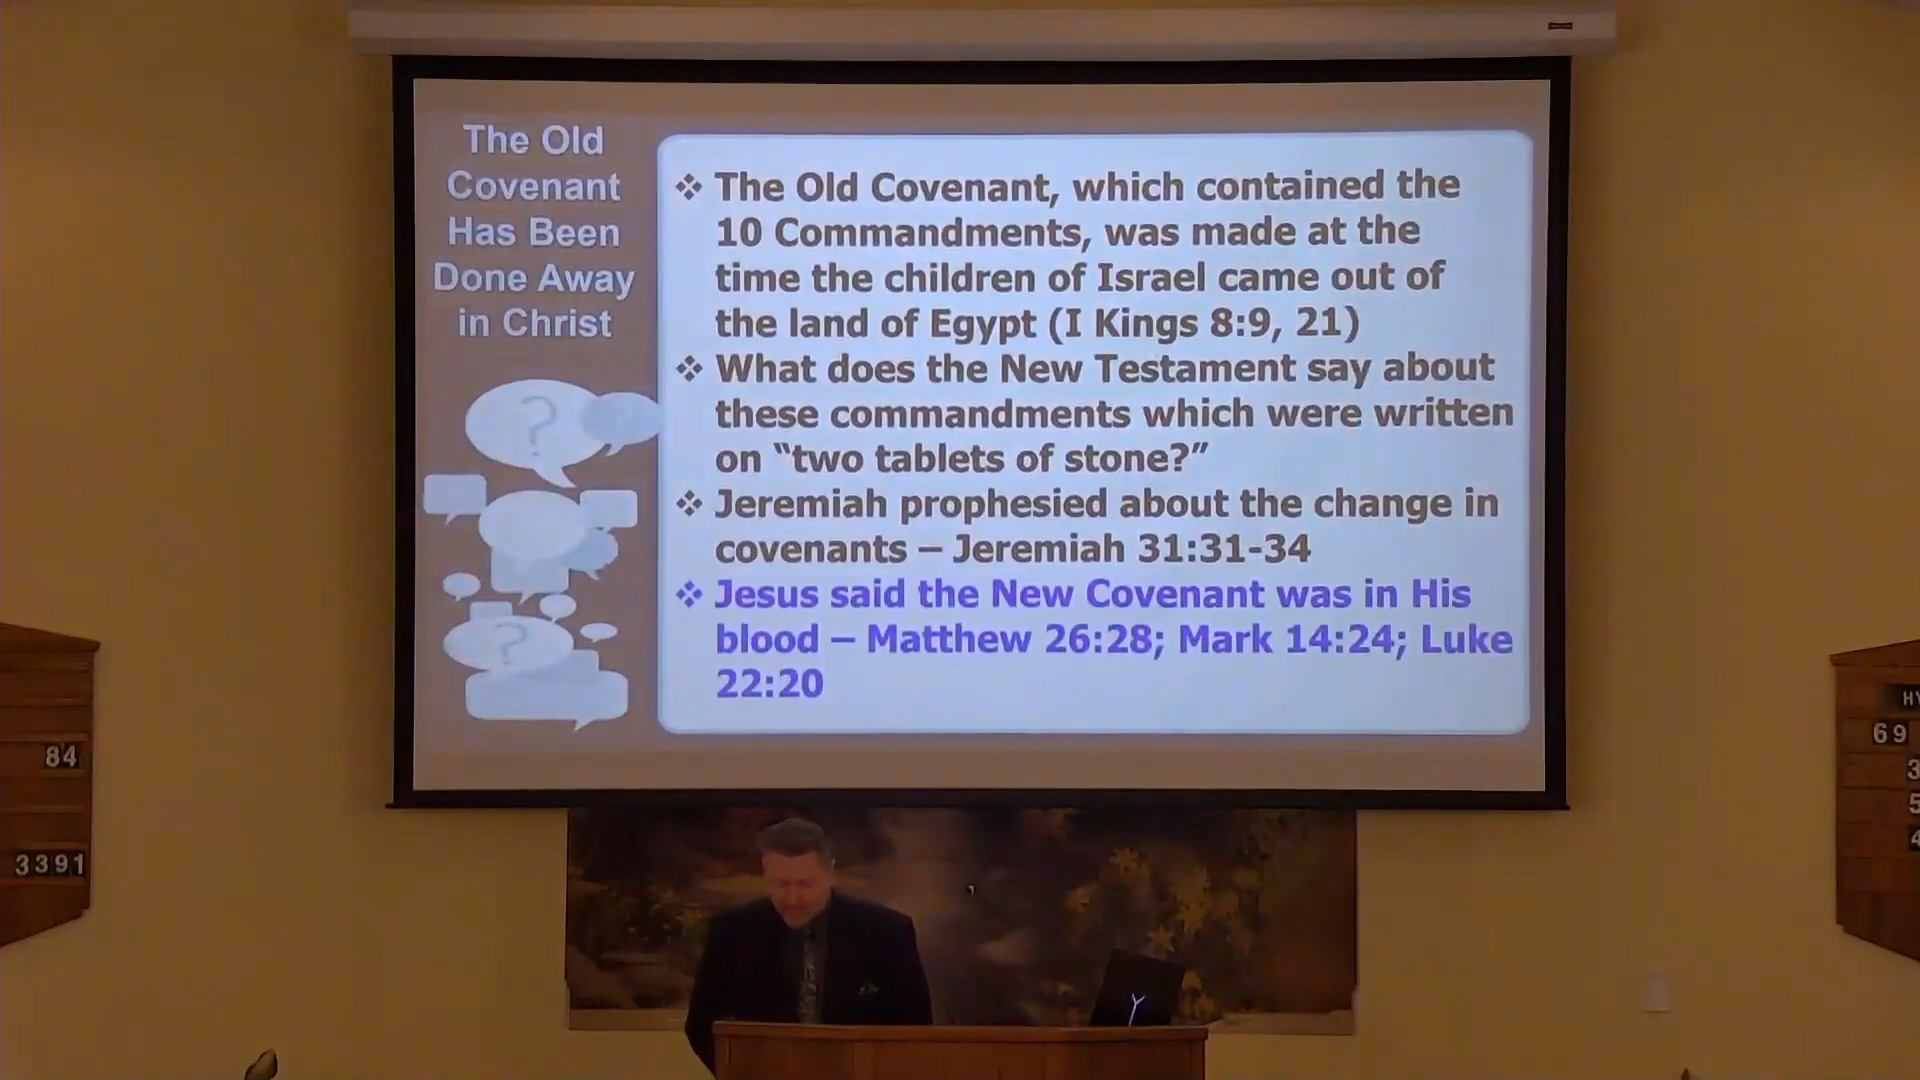 The Old
Covenant
Has Been
Done Away
in Christ
❖ The Old Covenant, which contained the
10 Commandments, was made at the
time the children of Israel came out of
the land of Egypt (I Kings 8:9, 21)
❖ What does the New Testament say about
these commandments which were written
on “two tablets of stone?”
❖ Jeremiah prophesied about the change in
covenants – Jeremiah 31:31-34
❖ Jesus said the New Covenant was in His
blood – Matthew 26:28; Mark 14:24; Luke
22:20
?
?
?
84
3391
69
3
5
4